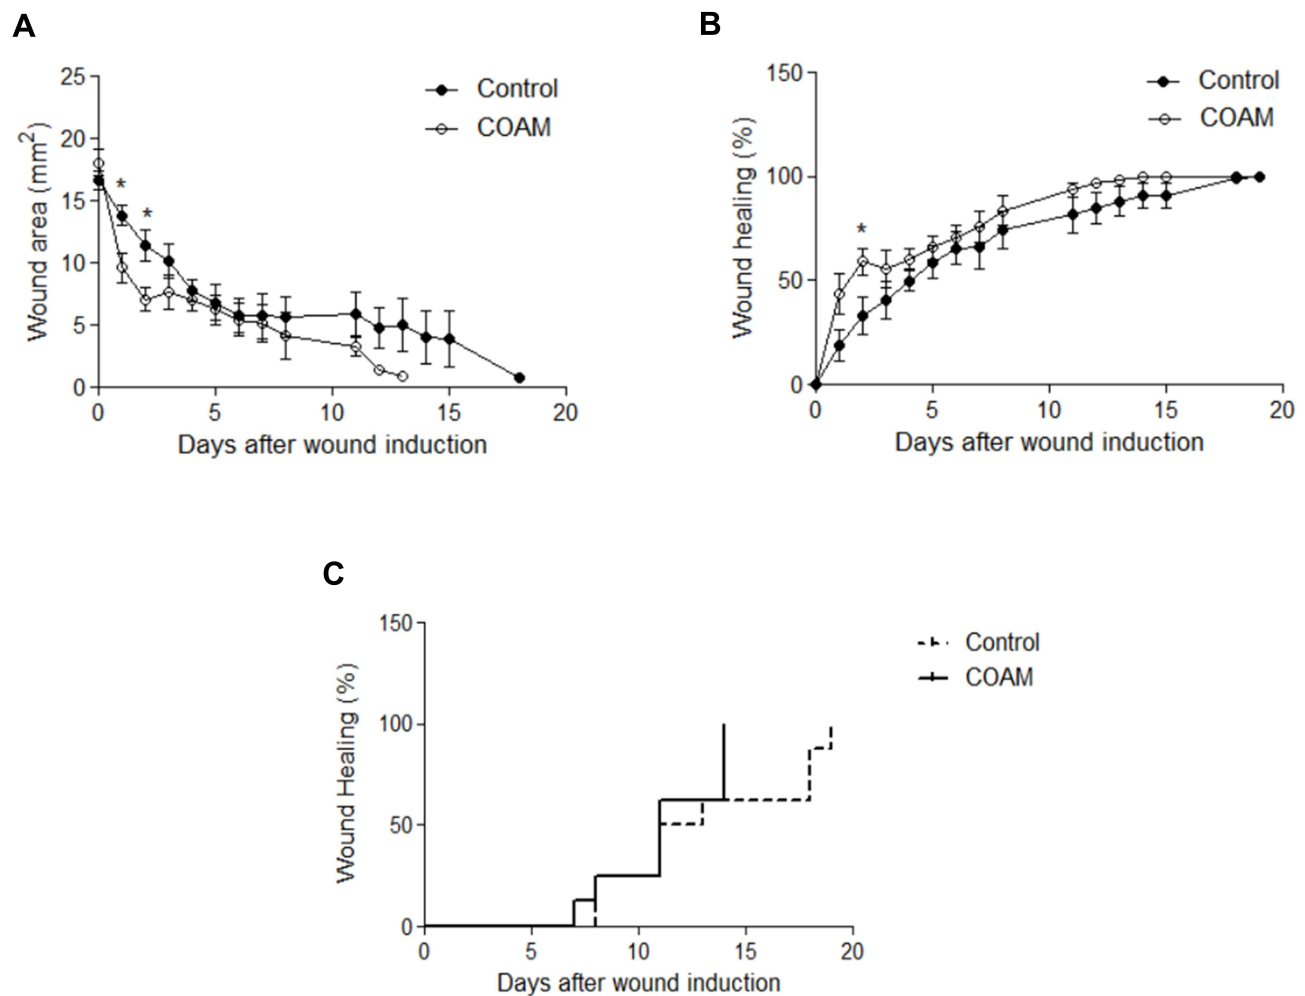 A
25
20
15
10
5
0
0 5 10 15 20
Wound area (mm2)
Days after wound induction
Control
COAM
*
*
B
150
100
50
0
0 5 10 15 20
Wound healing (%)
Days after wound induction
Control
COAM
*
C
150
100
50
0
0 5 10 15 20
Wound Healing (%)
Days after wound induction
Control
COAM